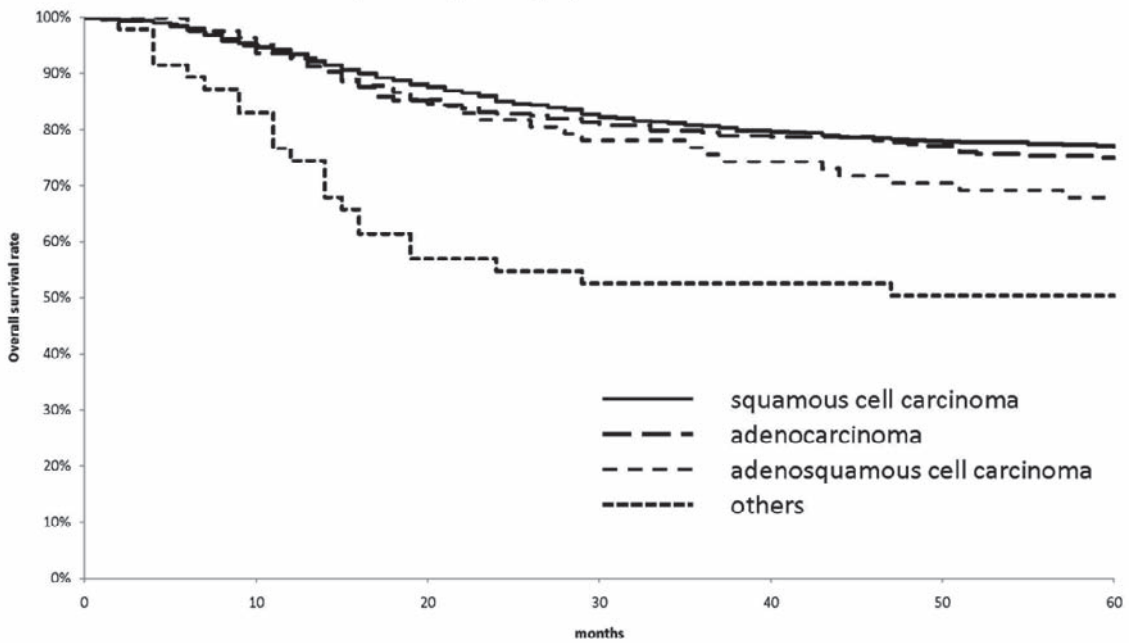 100%
90%
80%
70%
60%
50%
40%
30%
20%
10%
0%
Overall survival rate
squamous cell carcinoma
adenocarcinoma
adenosquamous cell carcinoma
others
0 10 20 30 40 50 60
months